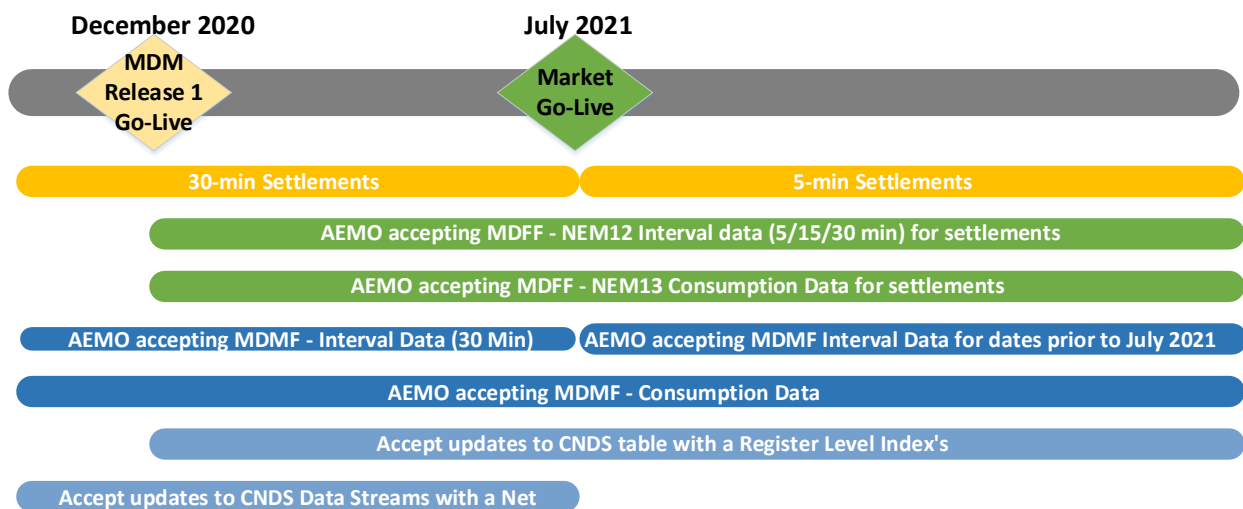 December 2020
July 2021
MDM
Release 1
Go-Live
Market
Go-Live
30-min Settlements
5-min Settlements
AEMO accepting MDFF - NEM12 Interval data (5/15/30 min) for settlements
AEMO accepting MDFF - NEM13 Consumption Data for settlements
AEMO accepting MDMF - Interval Data (30 Min)
AEMO accepting MDMF Interval Data for dates prior to July 2021
AEMO accepting MDMF - Consumption Data
Accept updates to CNDS table with a Register Level Index's
Accept updates to CNDS Data Streams with a Net